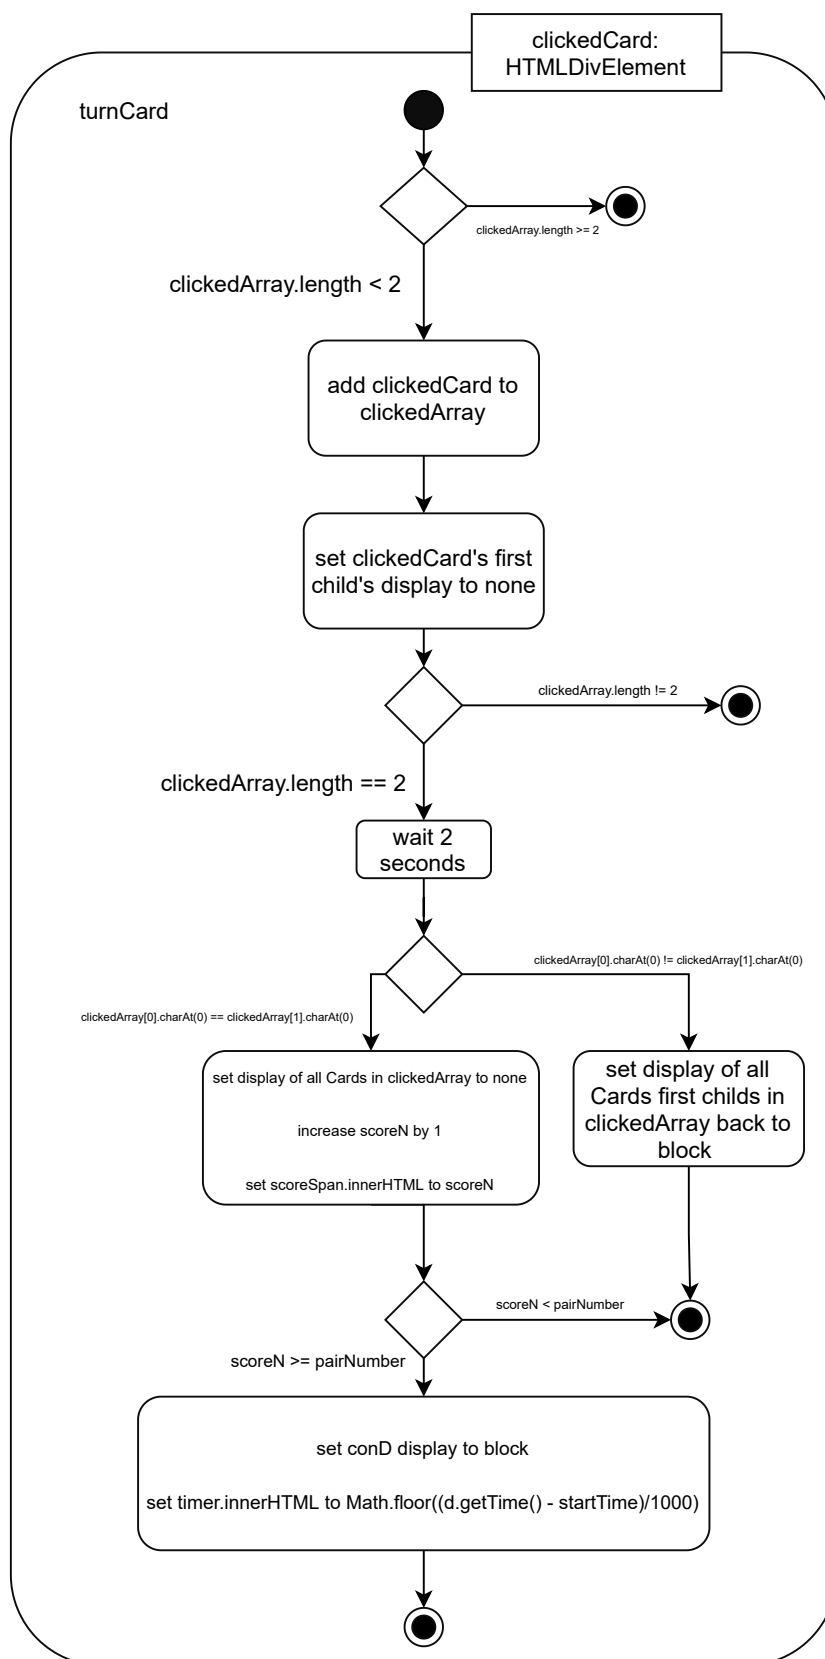 clickedCard:
HTMLDivElement
turnCard
clickedArray.length >= 2
clickedArray.length < 2
add clickedCard to
clickedArray
set clickedCard's first
child's display to none
clickedArray.length != 2
clickedArray.length == 2
wait 2
seconds
clickedArray[0].charAt(0) != clickedArray[1].charAt(0)
clickedArray[0].charAt(0) == clickedArray[1].charAt(0)
set display of all Cards in clickedArray to none
increase scoreN by 1
set scoreSpan.innerHTML to scoreN
set display of all
Cards first childs in
clickedArray back to
block
scoreN < pairNumber
scoreN >= pairNumber
set conD display to block
set timer.innerHTML to Math.floor((d.getTime() - startTime)/1000)